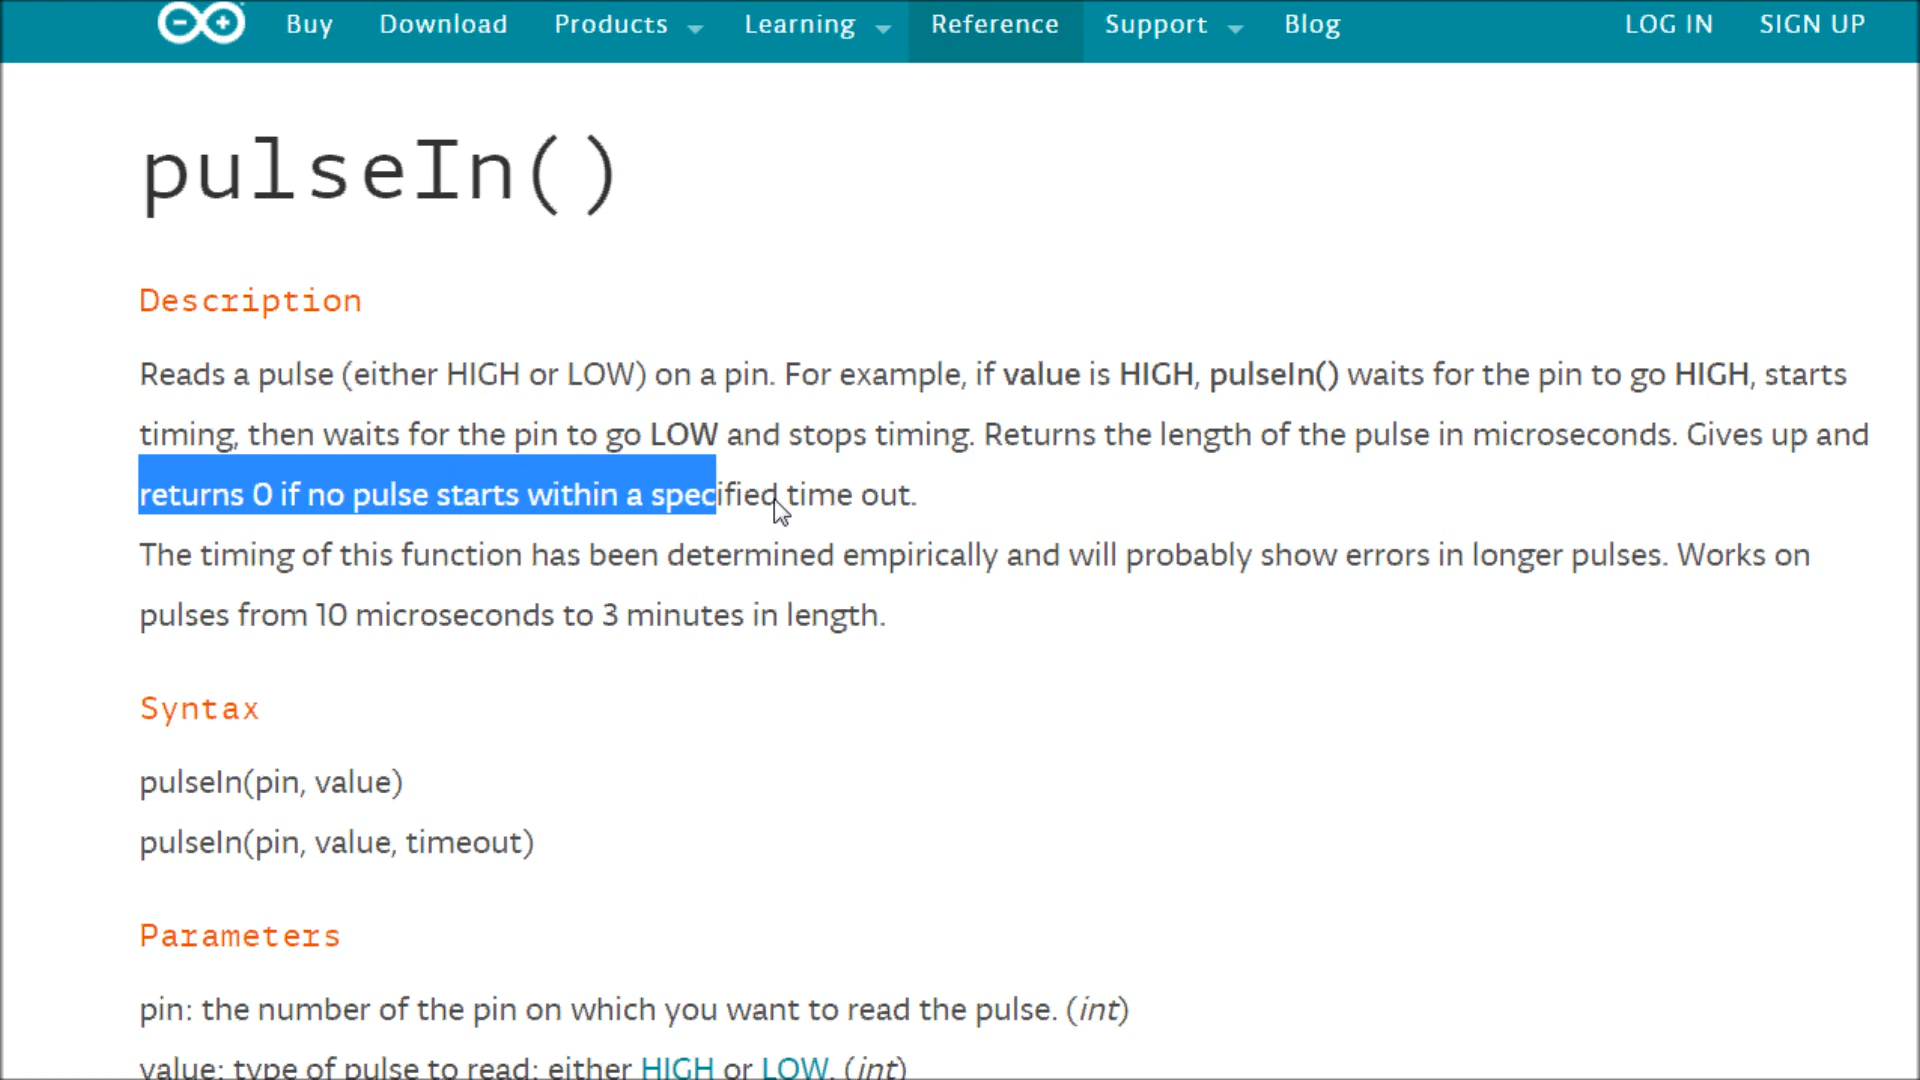 Buy Download Products Learning Reference Support Blog LOG IN SIGN UP
pulseIn()
Description
Reads a pulse (either HIGH or LOW) on a pin. For example, if value is HIGH, pulseIn() waits for the pin to go HIGH, starts
timing, then waits for the pin to go LOW and stops timing. Returns the length of the pulse in microseconds. Gives up and
returns 0 if no pulse starts within a specified time out.
The timing of this function has been determined empirically and will probably show errors in longer pulses. Works on
pulses from 10 microseconds to 3 minutes in length.
Syntax
pulseIn(pin, value)
pulseIn(pin, value, timeout)
Parameters
pin: the number of the pin on which you want to read the pulse. (int)
value: type of pulse to read: either HIGH or LOW. (int)